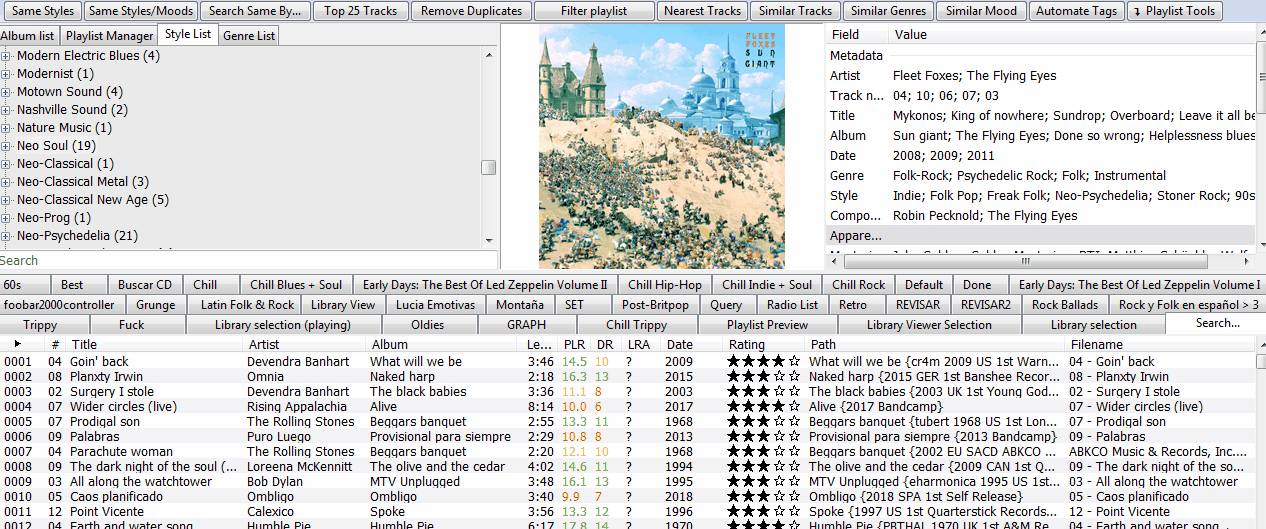 Same Styles Same Styles/Moods Search Same By... Top 25 Tracks Remove Duplicates Filter playlist Nearest Tracks Similar Tracks Similar Genres Similar Mood Automate Tags Playlist Tools
Album list Playlist Manager Style List Genre List
Modern Electric Blues (4)
Modernist (1)
Motown Sound (4)
Nashville Sound (2)
Nature Music (1)
Neo Soul (19)
Neo-Classical (1)
Neo-Classical Metal (3)
Neo-Classical New Age (5)
Neo-Prog (1)
Neo-Psychedelia (21)
Search
FLEET
FOXES
SUN
GIANT
Field Value
Metadata
Artist Fleet Foxes; The Flying Eyes
Track n... 04; 10; 06; 07; 03
Title Mykonos; King of nowhere; Sundrop; Overboard; Leave it all be
Album Sun giant; The Flying Eyes; Done so wrong; Helplessness blues
Date 2008; 2009; 2011
Genre Folk-Rock; Psychedelic Rock; Folk; Instrumental
Style Indie; Folk Pop; Freak Folk; Neo-Psychedelia; Stoner Rock; 90s
Compo... Robin Pecknold; The Flying Eyes
Appare...
60s Best Buscar CD Chill Chill Blues + Soul Early Days: The Best Of Led Zeppelin Volume II Chill Hip-Hop Chill Indie + Soul Chill Rock Default Done Early Days: The Best Of Led Zeppelin Volume I
foobar2000controller Grunge Latin Folk & Rock Library View Lucia Emotivas Montaña SET Post-Britpop Query Radio List Retro REVISAR REVISAR2 Rock Ballads Rock y Folk en español > 3
Trippy Fuck Library selection (playing) Oldies GRAPH Chill Trippy Playlist Preview Library Viewer Selection Library selection Search...
# Title Artist Album Le... PLR DR LRA Date Rating Path Filename
0001 04 Goin' back Devendra Banhart What will we be 3:46 14.5 10 ? 2009 ★★★★☆ What will we be {cr4m 2009 US 1st Warn... 04 - Goin' back
0002 08 Planxty Irwin Omnia Naked harp 2:18 16.3 13 ? 2015 ★★★☆☆ Naked harp {2015 GER 1st Banshee Recor... 08 - Planxty Irwin
0003 02 Surgery I stole Devendra Banhart The black babies 3:36 11.1 8 ? 2003 ★★★☆☆ The black babies {2003 UK 1st Young God... 02 - Surgery I stole
0004 07 Wider circles (live) Rising Appalachia Alive 8:14 10.0 6 ? 2017 ★★★★☆ Alive {2017 Bandcamp} 07 - Wider circles (live)
0005 07 Prodigal son The Rolling Stones Beggars banquet 2:55 13.3 11 ? 1968 ★★★☆☆ Beggars banquet {tubert 1968 US 1st Lon... 07 - Prodigal son
0006 09 Palabras Puro Luego Provisional para siempre 2:29 10.8 8 ? 2013 ★★★☆☆ Provisional para siempre {2013 Bandcamp} 09 - Palabras
0007 04 Parachute woman The Rolling Stones Beggars banquet 2:20 12.1 10 ? 1968 ★★★☆☆ Beggars banquet {2002 EU SACD ABKCO ... ABKCO Music & Records, Inc....
0008 09 The dark night of the soul (... Loreena McKennitt The olive and the cedar 4:02 14.6 11 ? 1994 ★★★☆☆ The olive and the cedar {2009 CAN 1st Q... 09 - The dark night of the so...
0009 03 All along the watchtower Bob Dylan MTV Unplugged 3:48 16.1 13 ? 1995 ★★★☆☆ MTV Unplugged {eharmonica 1995 US 1st... 03 - All along the watchtower
0010 05 Caos planificado Ombligo Ombligo 3:40 9.9 7 ? 2018 ★★★☆☆ Ombligo {2018 SPA 1st Self Release} 05 - Caos planificado
0011 12 Point Vicente Calexico Spoke 3:56 13.3 13 ? 1996 ★★★☆☆ Spoke {1997 US 1st Quarterstick Records... 12 - Point Vicente
0012 04 Earth and water song Humble Pie Humble Pie 6:17 17.8 14 ? 1970 ★★★★☆ Humble Pie {PBTHAL 1970 UK 1st A&M Re... 04 - Earth and water song